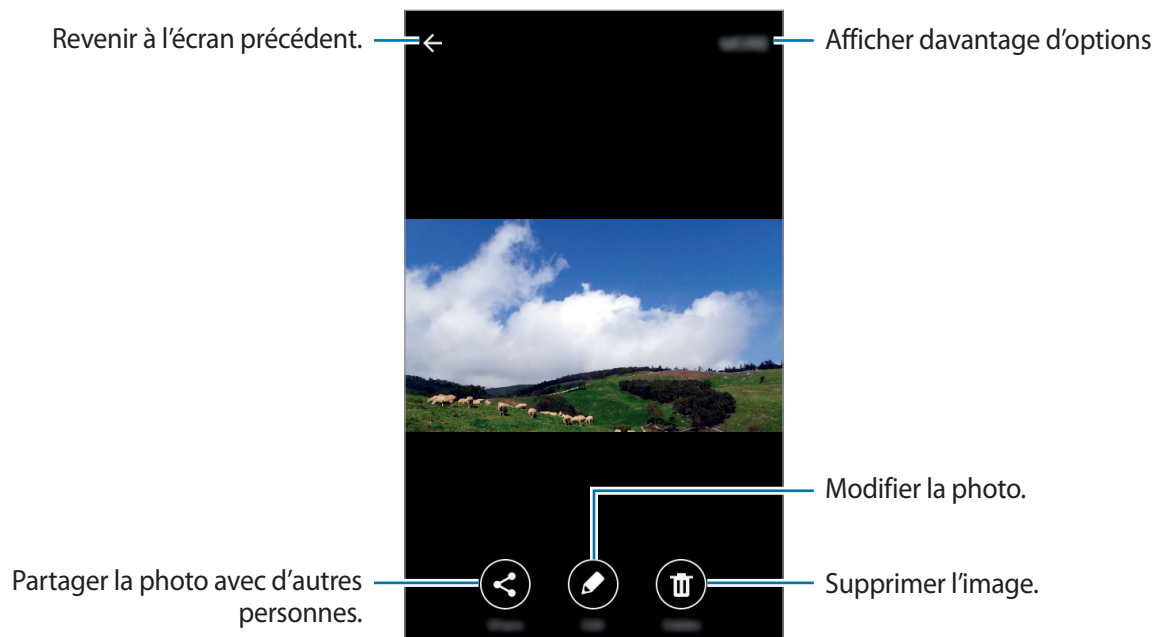 Revenir à l’écran précédent.
Afficher davantage d’options
Modifier la photo.
Partager la photo avec d’autres
personnes.
Supprimer l’image.